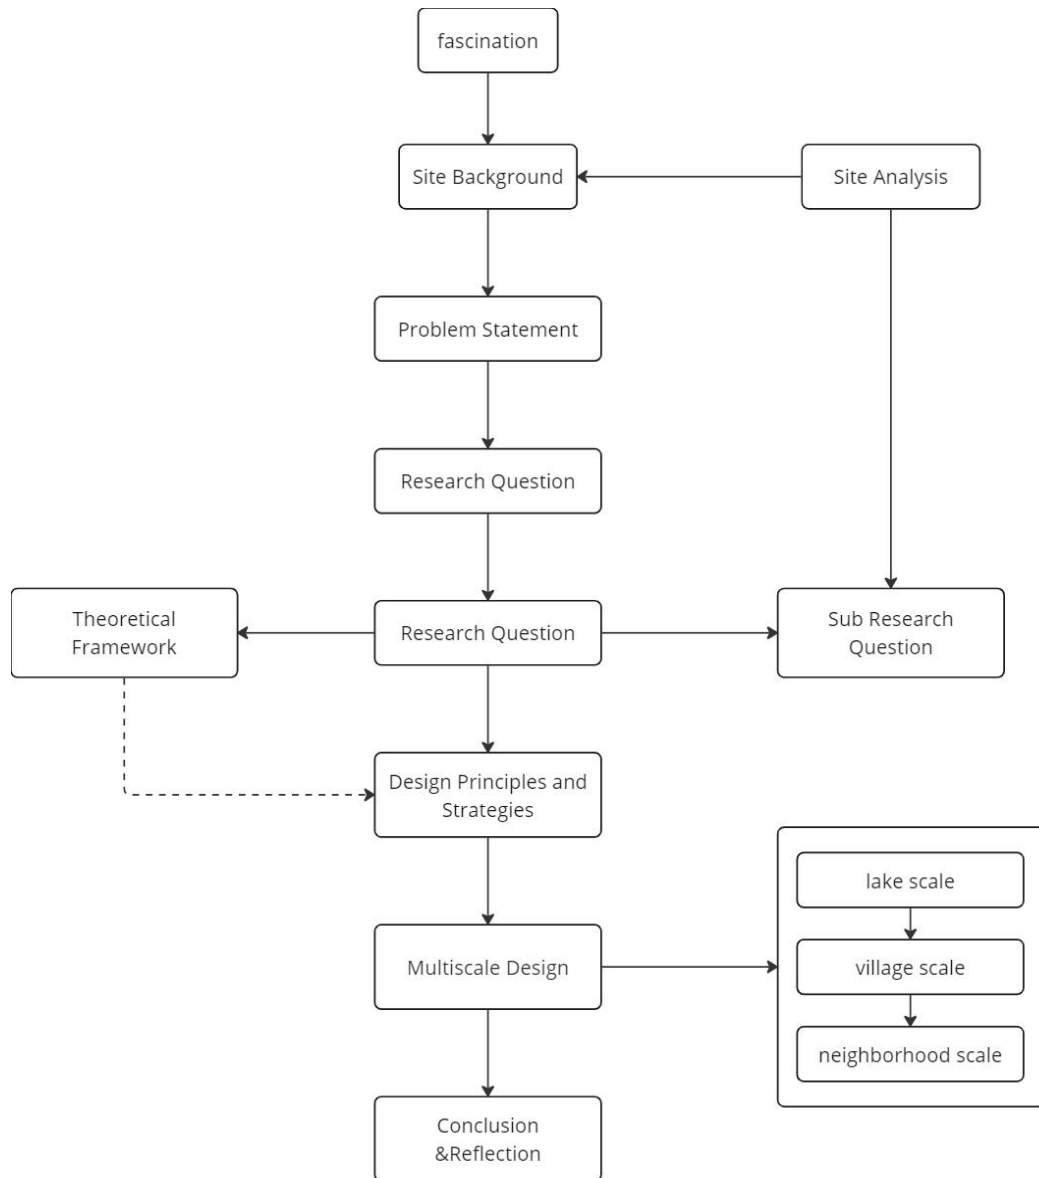 fascination
Site Background
Site Analysis
Problem Statement
Research Question
Theoretical
Framework
Research Question
Sub Research
Question
Design Principles and
Strategies
lake scale
Multiscale Design
village scale
neighborhood scale
Conclusion
&Reflection